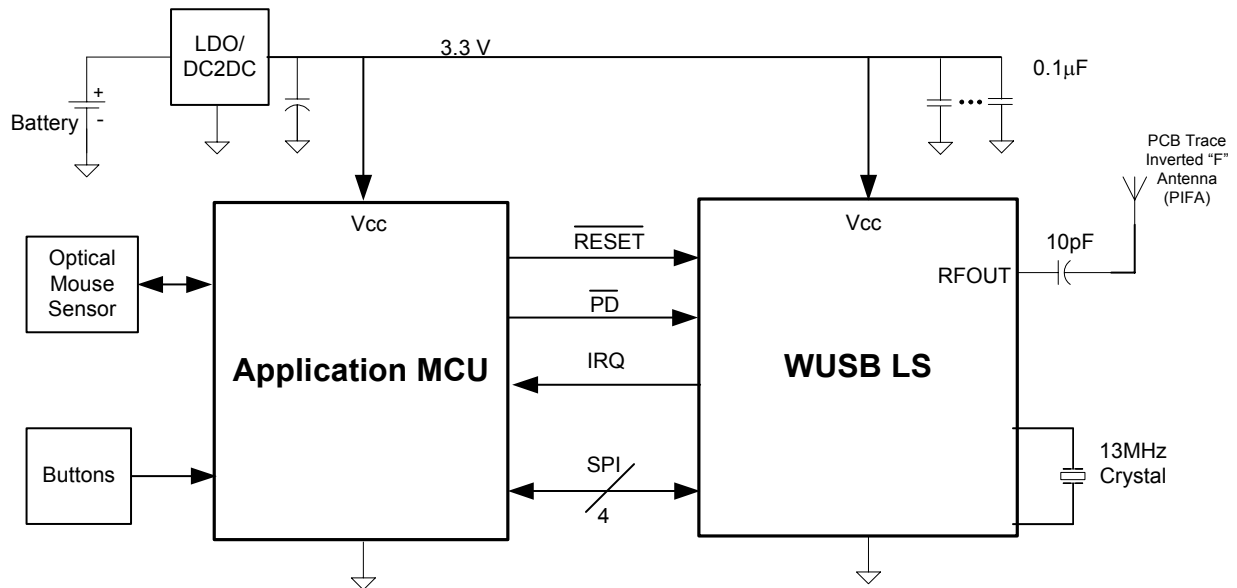 LDO/
DC2DC
3.3 V
0.1µF
+
-
Battery
PCB Trace
Inverted “F”
Antenna
(PIFA)
Vcc
Vcc
RESET
10pF
Optical
Mouse
Sensor
RFOUT
PD
Application MCU
IRQ
WUSB LS
Buttons
SPI
4
13MHz
Crystal